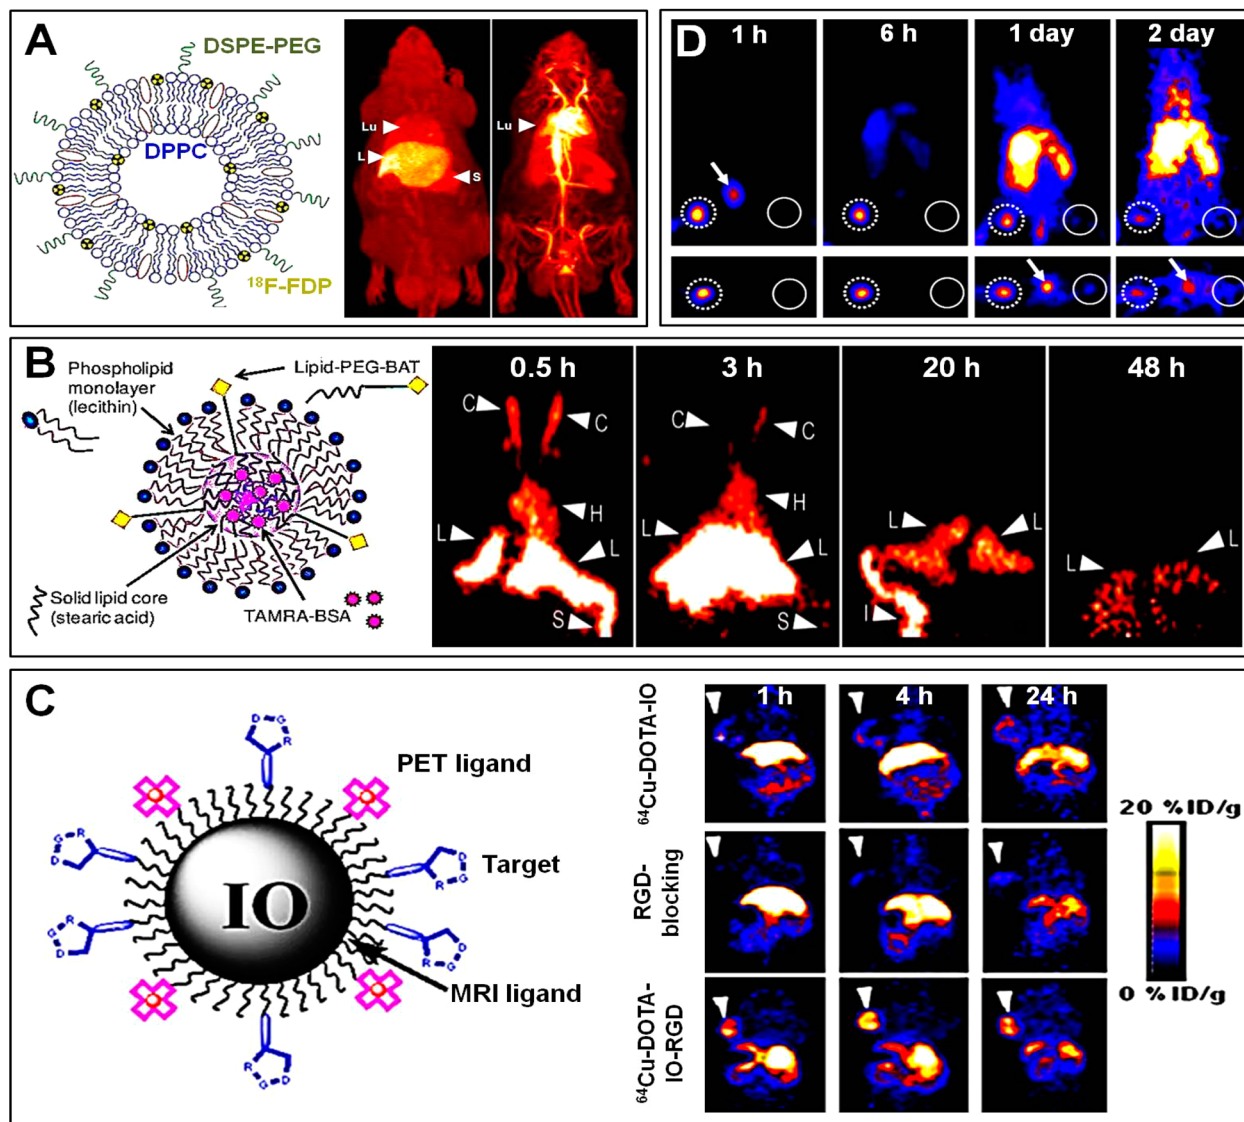 A
DSPE-PEG
DPPC
¹⁸F-FDP
Lu
L
S
Lu
D
1 h
6 h
1 day
2 day
B
Phospholipid
monolayer
(lecithin)
Lipid-PEG-BAT
Solid lipid core
(stearic acid)
TAMRA-BSA
0.5 h
3 h
20 h
48 h
C
C
H
L
L
S
C
C
H
L
L
S
L
L
I
L
C
PET ligand
Target
MRI ligand
IO
D G
R
R
G
D
D
G
R
R
G
D
R
D
G
R
G D
⁶⁴Cu-DOTA-IO
1 h
4 h
24 h
RGD-
blocking
⁶⁴Cu-DOTA-
IO-RGD
20 %ID/g
0 %ID/g